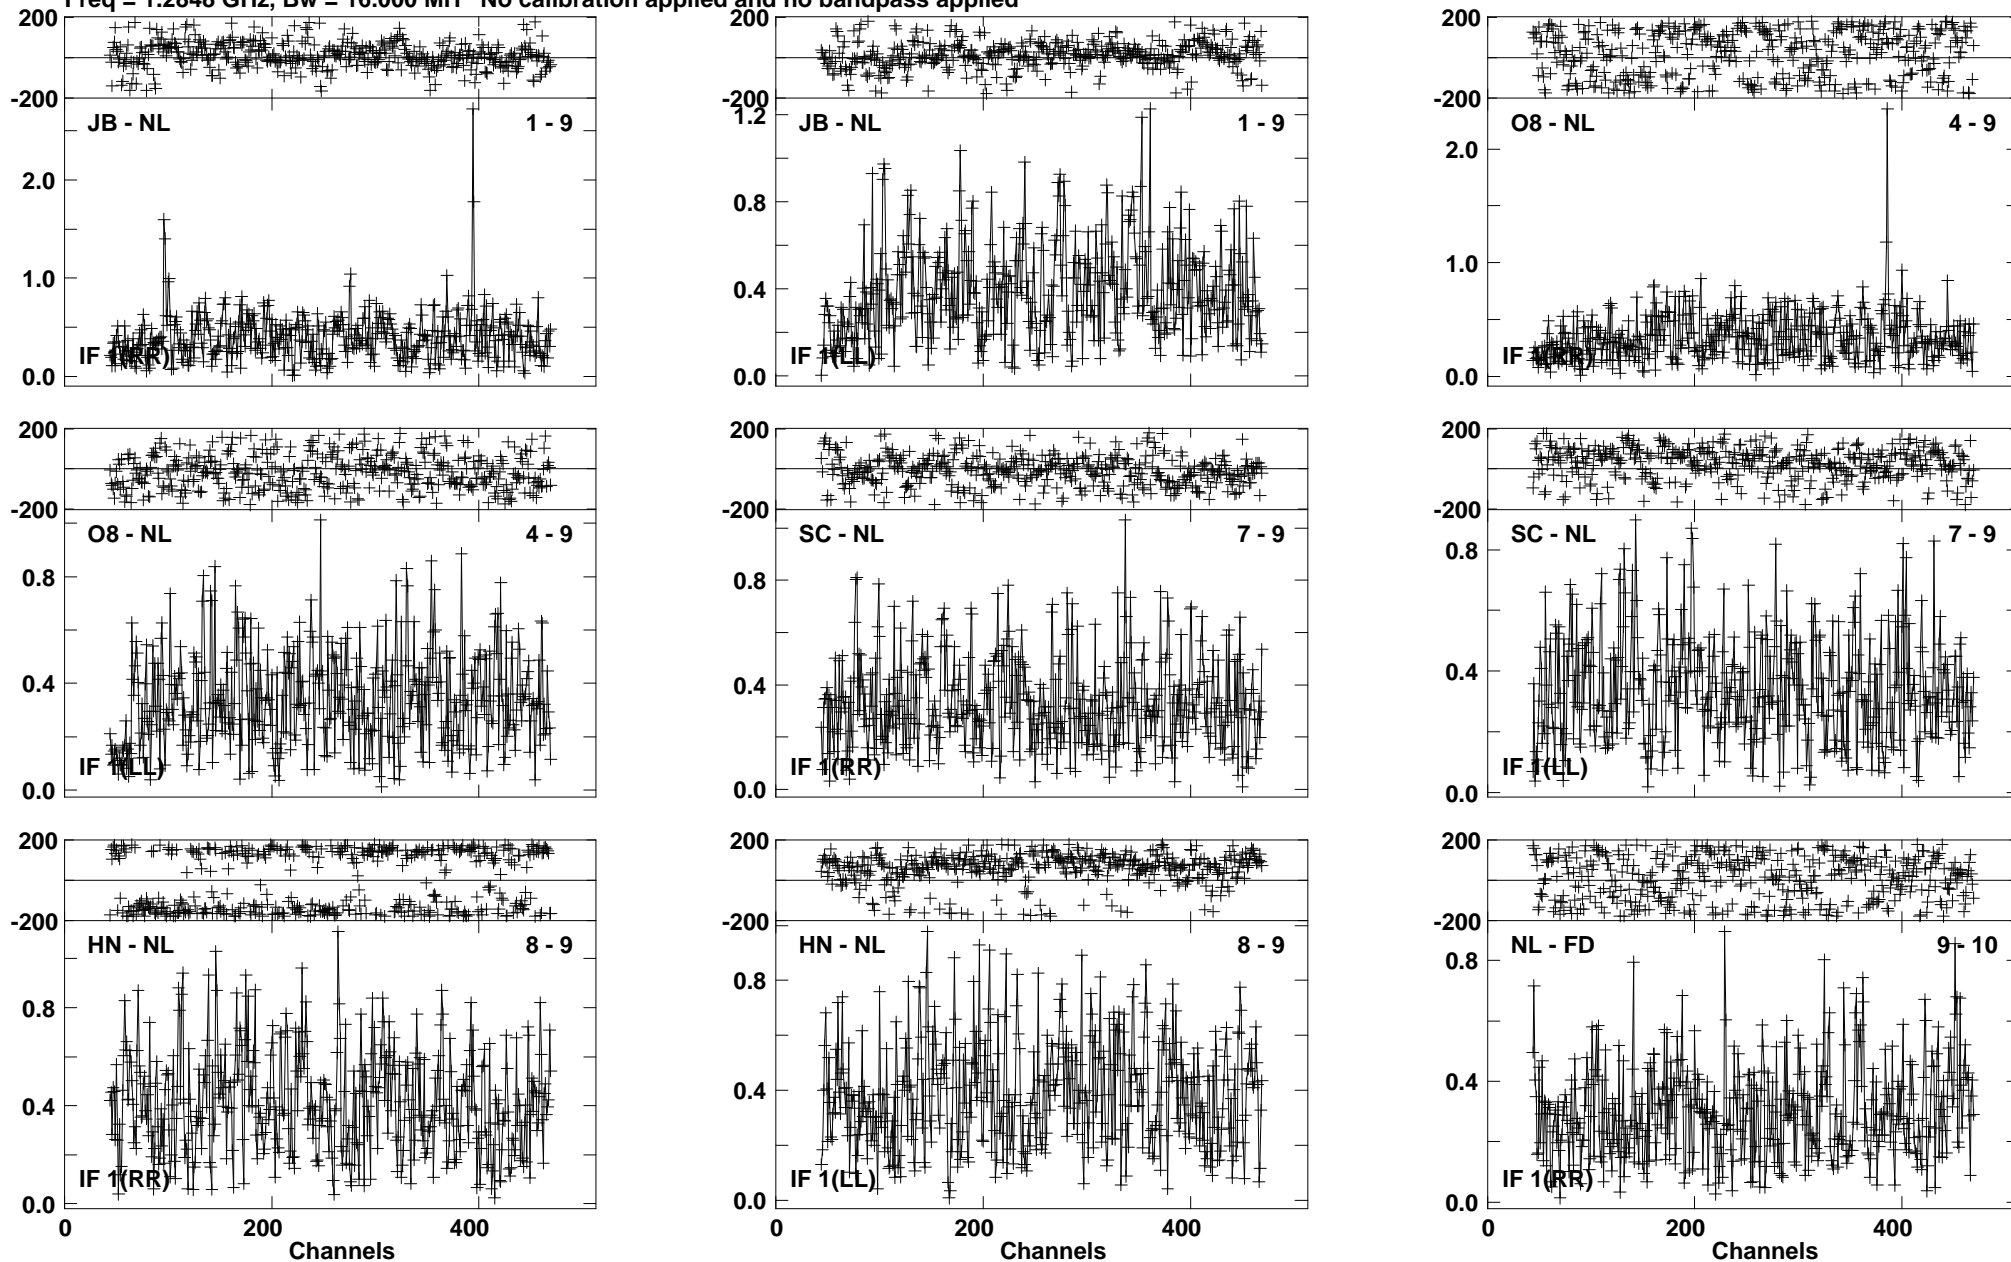 Freq = 1.2848 GHz, Bw = 16.000 MH No calibration applied and no bandpass applied
200 200 200
-200 -200 -200
JB - NL 1 - 9 JB - NL 1 - 9 O8 - NL 4 - 9
2.0 1.2 2.0
1.0 0.8 1.0
0.4
0.0 0.0 0.0
IF 1(RR) IF 1(LL) IF 1(RR)
200 200 200
-200 -200 -200
O8 - NL 4 - 9 SC - NL 7 - 9 SC - NL 7 - 9
0.8 0.8 0.8
0.4 0.4 0.4
IF 1(LL) IF 1(RR) IF 1(LL)
0.0 0.0 0.0
200 200 200
-200 -200 -200
HN - NL 8 - 9 HN - NL 8 - 9 NL - FD 9 - 10
0.8 0.8 0.8
0.4 0.4 0.4
IF 1(RR) IF 1(LL) IF 1(RR)
0.0 0.0 0.0
0 200 400 200 400 0 200 400
Channels Channels Channels